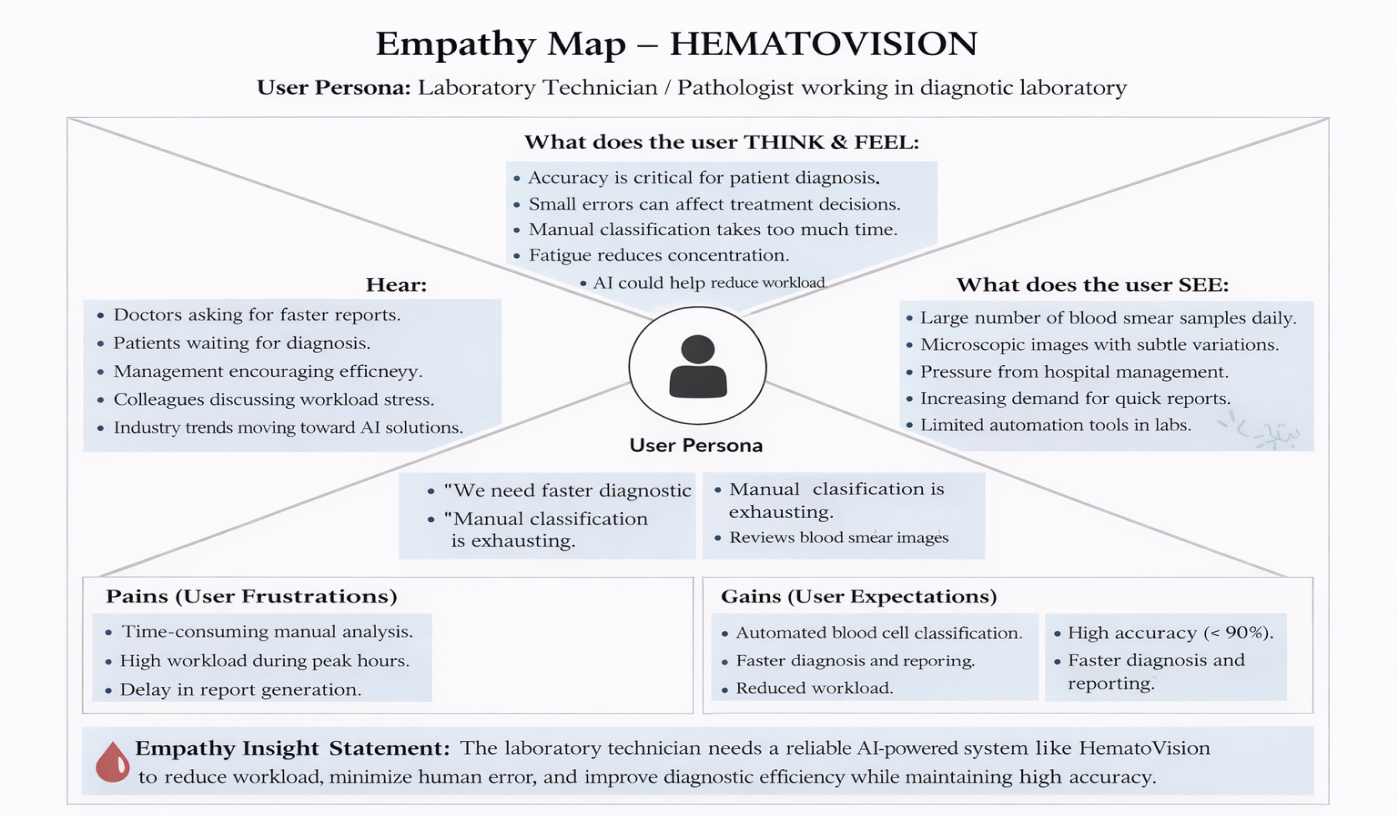 Empathy Map – HEMATOVISION
User Persona: Laboratory Technician / Pathologist working in diagnotic laboratory
What does the user THINK & FEEL:
• Accuracy is critical for patient diagnosis.
• Small errors can affect treatment decisions.
• Manual classification takes too much time.
• Fatigue reduces concentration.
• AI could help reduce workload.
Hear:
• Doctors asking for faster reports.
• Patients waiting for diagnosis.
• Management encouraging efficneyy.
• Colleagues discussing workload stress.
• Industry trends moving toward AI solutions.
What does the user SEE:
• Large number of blood smear samples daily.
• Microscopic images with subtle variations.
• Pressure from hospital management.
• Increasing demand for quick reports.
• Limited automation tools in labs.
User Persona
• "We need faster diagnostic
• "Manual classification
is exhausting.
• Manual clasification is
exhausting.
• Reviews blood smear images
Pains (User Frustrations)
• Time-consuming manual analysis.
• High workload during peak hours.
• Delay in report generation.
Gains (User Expectations)
• Automated blood cell classification.
• Faster diagnosis and reporing.
• Reduced workload.
• High accuracy (< 90%).
• Faster diagnosis and
reporting.
Empathy Insight Statement: The laboratory technician needs a reliable AI-powered system like HematoVision
to reduce workload, minimize human error, and improve diagnostic efficiency while maintaining high accuracy.